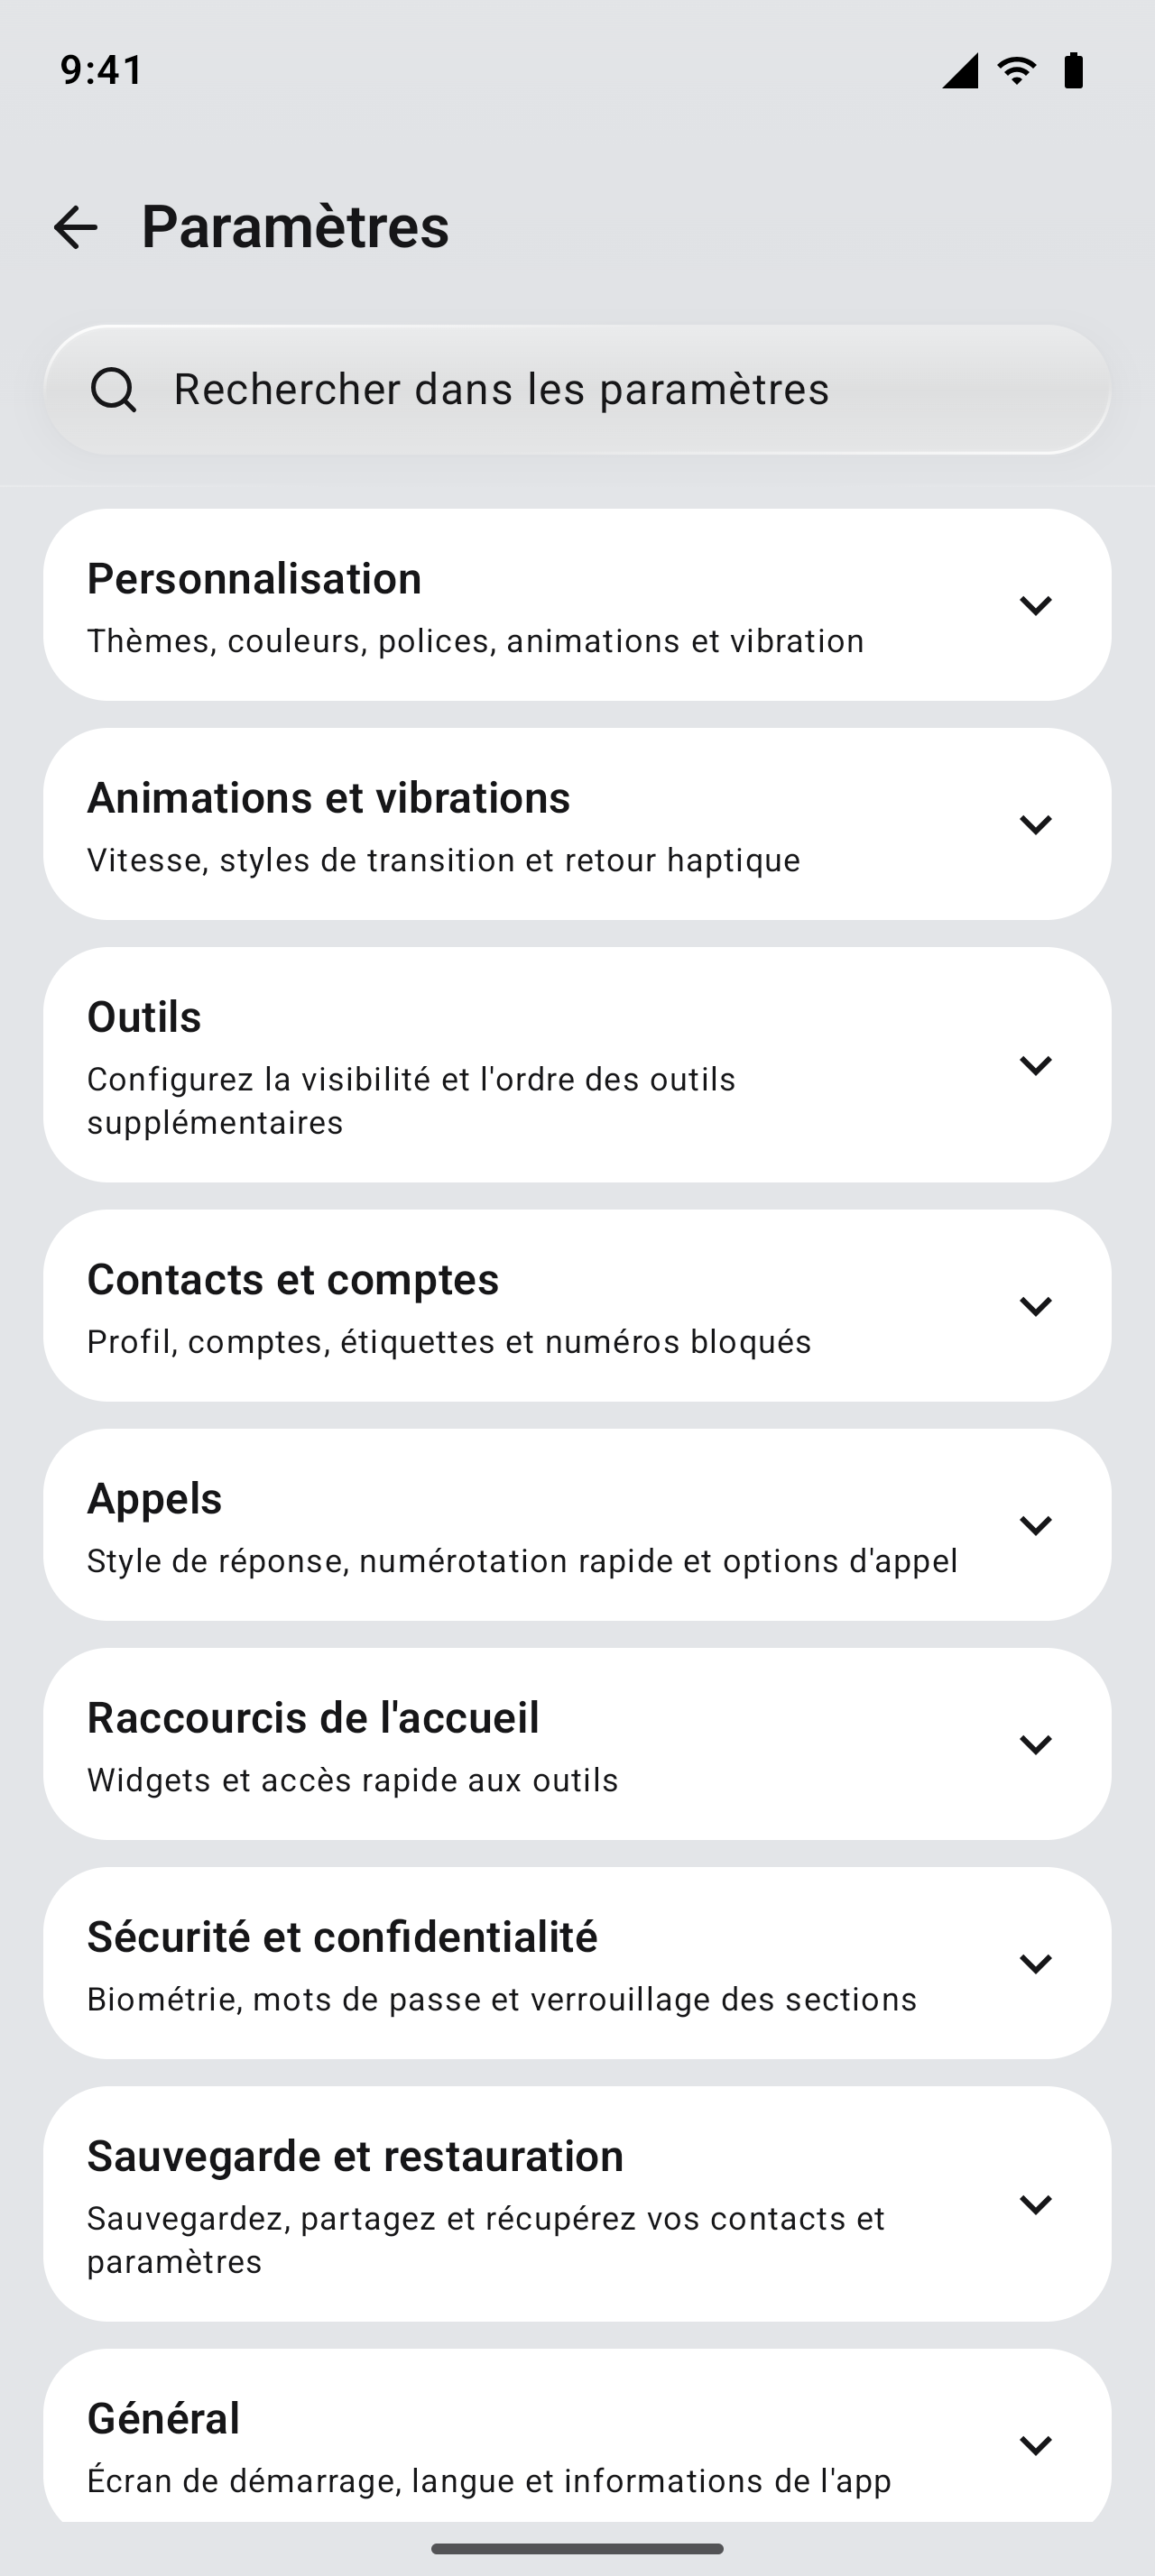 9:41
Paramètres
Rechercher dans les paramètres
Personnalisation
Thèmes, couleurs, polices, animations et vibration
Animations et vibrations
Vitesse, styles de transition et retour haptique
Outils
Configurez la visibilité et l'ordre des outils
supplémentaires
Contacts et comptes
Profil, comptes, étiquettes et numéros bloqués
Appels
Style de réponse, numérotation rapide et options d'appel
Raccourcis de l'accueil
Widgets et accès rapide aux outils
Sécurité et confidentialité
Biométrie, mots de passe et verrouillage des sections
Sauvegarde et restauration
Sauvegardez, partagez et récupérez vos contacts et
paramètres
Général
Écran de démarrage, langue et informations de l'app